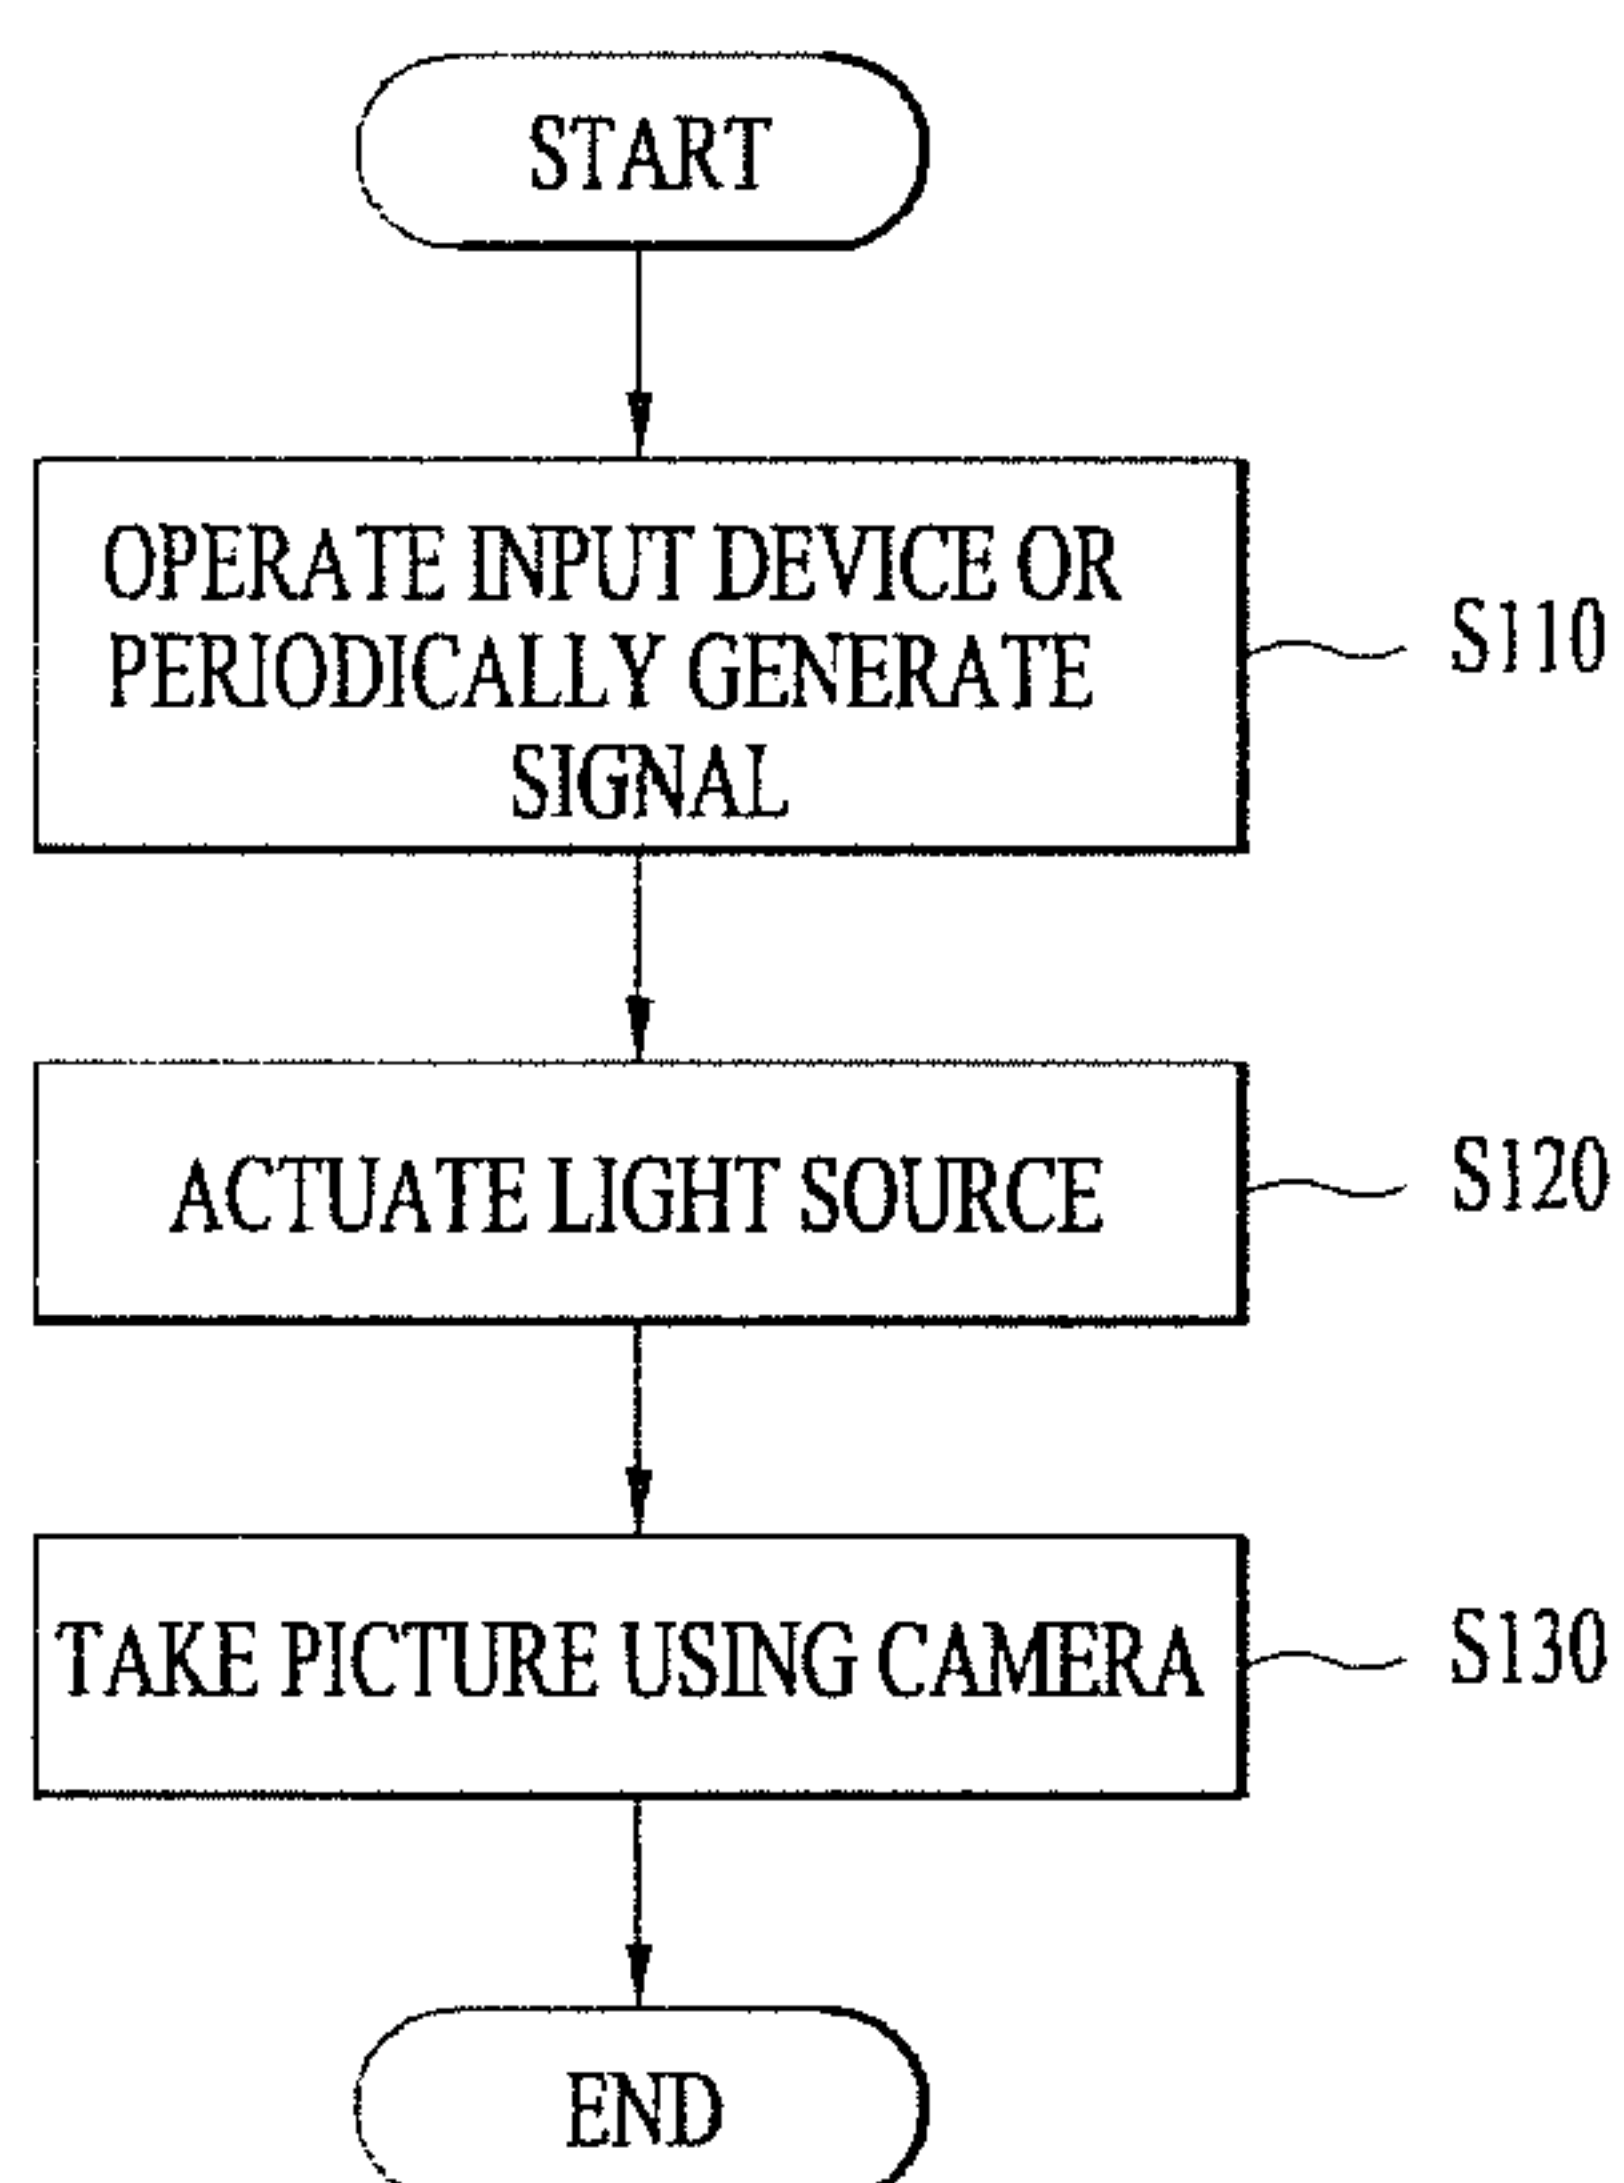 START
OPERATE INPUT DEVICE OR
PERIODICALLY GENERATE
SIGNAL
S110
ACTUATE LIGHT SOURCE
S120
TAKE PICTURE USING CAMERA
S130
END